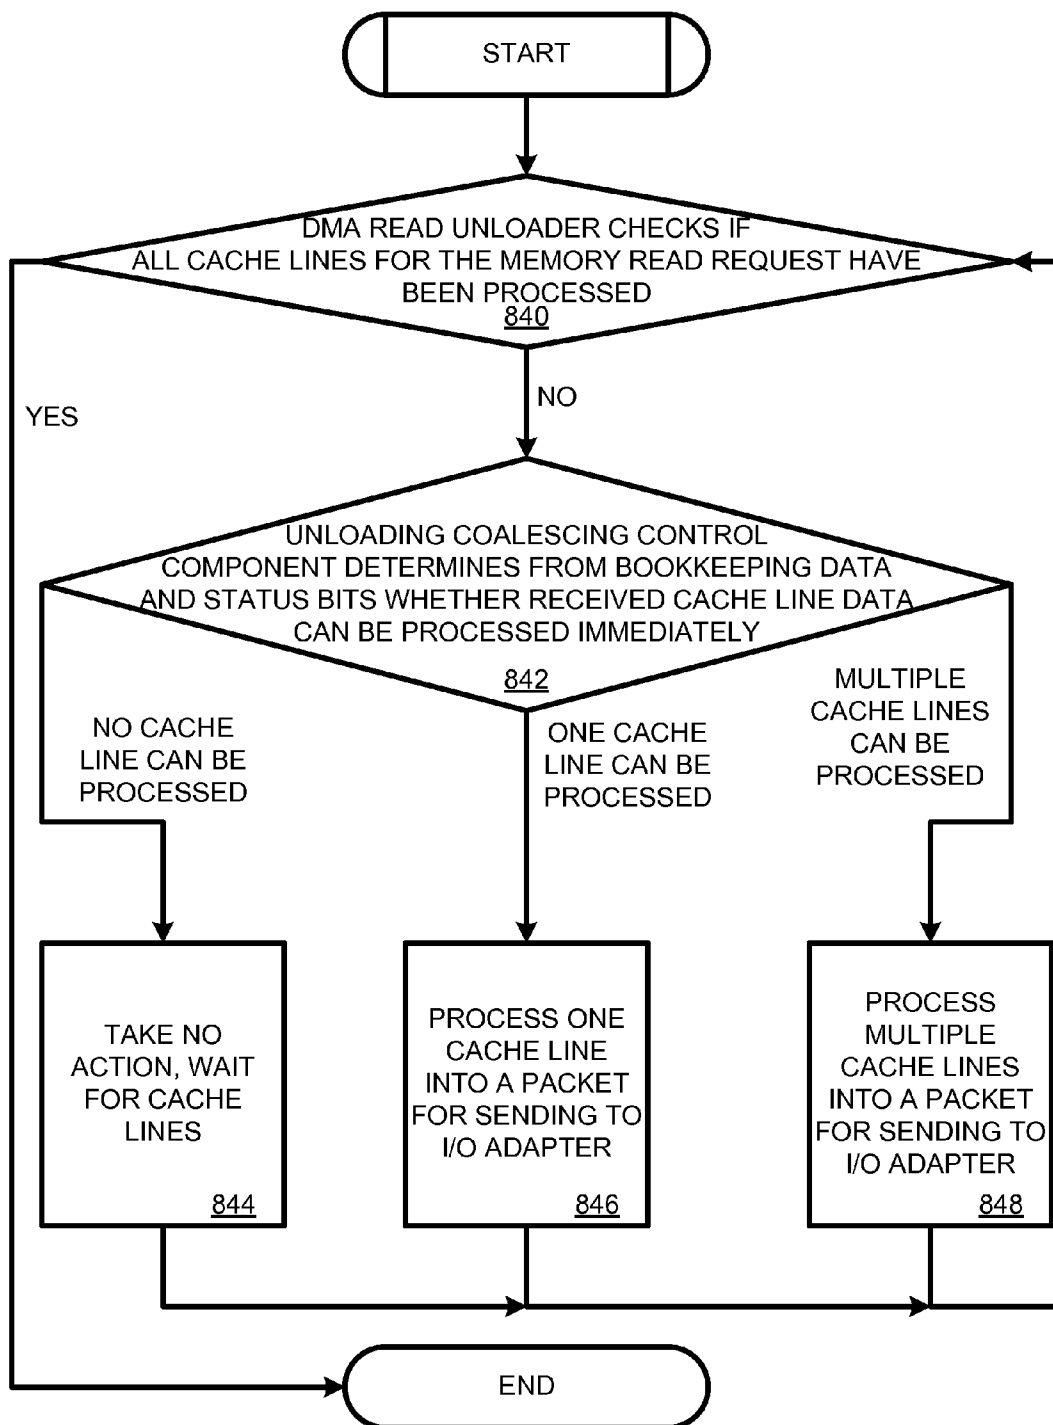 START
DMA READ UNLOADER CHECKS IF
ALL CACHE LINES FOR THE MEMORY READ REQUEST HAVE
BEEN PROCESSED
840
YES
NO
UNLOADING COALESCING CONTROL
COMPONENT DETERMINES FROM BOOKKEEPING DATA
AND STATUS BITS WHETHER RECEIVED CACHE LINE DATA
CAN BE PROCESSED IMMEDIATELY
842
NO CACHE
LINE CAN BE
PROCESSED
ONE CACHE
LINE CAN BE
PROCESSED
MULTIPLE
CACHE LINES
CAN BE
PROCESSED
TAKE NO
ACTION, WAIT
FOR CACHE
LINES
844
PROCESS ONE
CACHE LINE
INTO A PACKET
FOR SENDING TO
I/O ADAPTER
846
PROCESS
MULTIPLE
CACHE LINES
INTO A PACKET
FOR SENDING TO
I/O ADAPTER
848
END